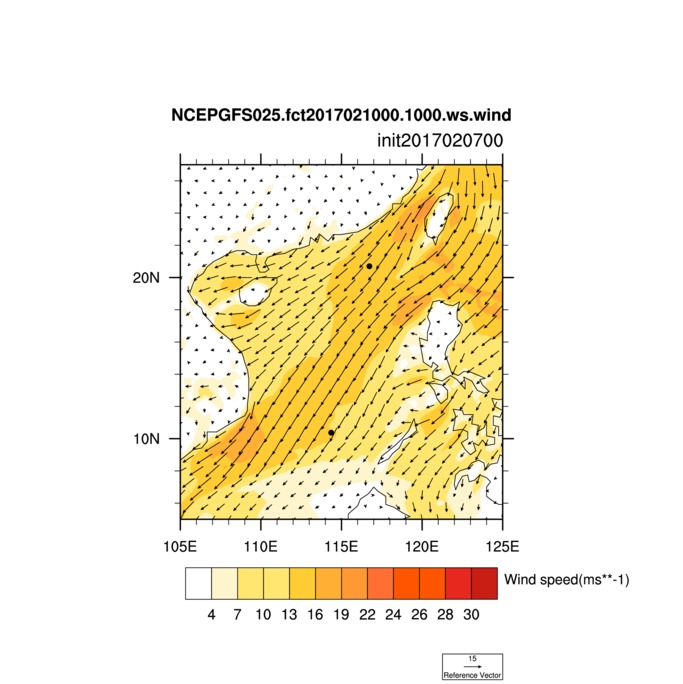 NCEPGFS025.fct2017021000.1000.ws.wind
init2017020700
20N
10N
105E 110E 115E 120E 125E
Wind speed(ms**-1)
4 7 10 13 16 19 22 24 26 28 30
15
Reference Vector